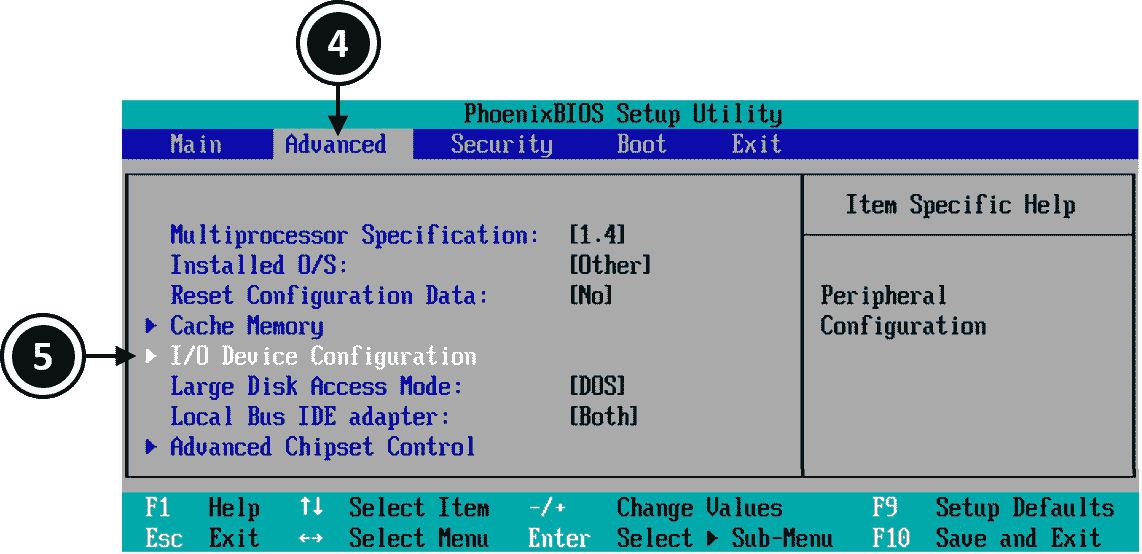 4
PhoenixBIOS Setup Utility
Main Advanced Security Boot Exit
Item Specific Help
Multiprocessor Specification: [1.4]
Installed O/S: [Other]
Reset Configuration Data: [No]
Peripheral
Cache Memory
Configuration
5
I/O Device Configuration
Large Disk Access Mode: [DOS]
Local Bus IDE adapter: [Both]
Advanced Chipset Control
F1 Help ↑↓ Select Item -/+ Change Values F9 Setup Defaults
Esc Exit ↔ Select Menu Enter Select ▶ Sub-Menu F10 Save and Exit